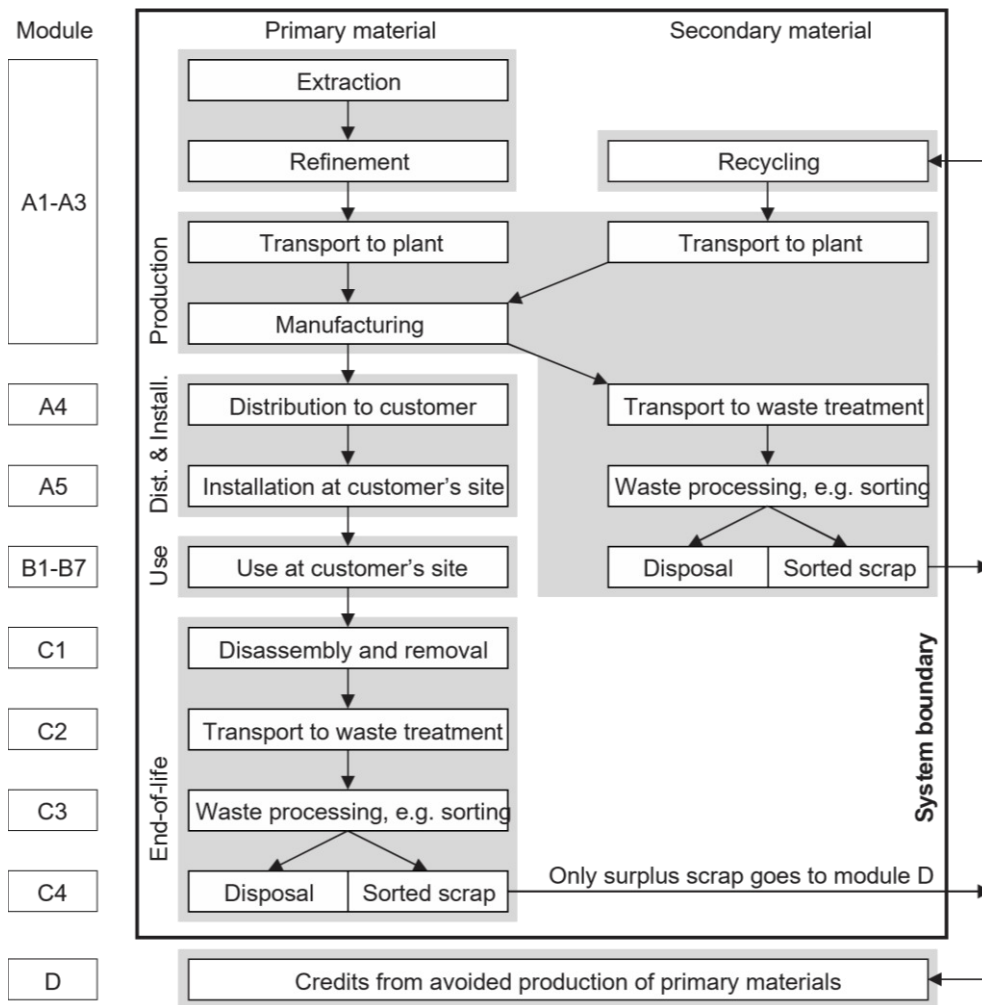 Module
Primary material
Secondary material
A1-A3
Extraction
Refinement
Recycling
Production
Transport to plant
Transport to plant
Manufacturing
Dist. & Install.
A4
Distribution to customer
Transport to waste treatment
A5
Installation at customer's site
Waste processing, e.g. sorting
Use
B1-B7
Use at customer's site
Disposal
Sorted scrap
End-of-life
C1
Disassembly and removal
System boundary
C2
Transport to waste treatment
C3
Waste processing, e.g. sorting
C4
Disposal
Sorted scrap
Only surplus scrap goes to module D
D
Credits from avoided production of primary materials